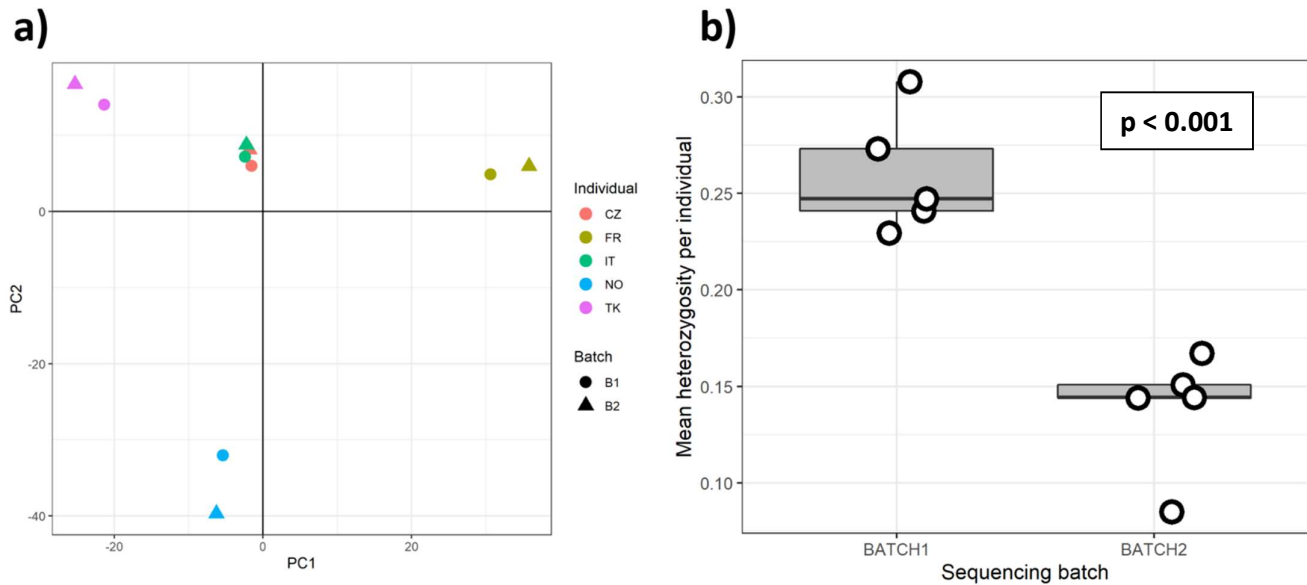 a)
PC2
0
-20
-40
-20
0
20
PC1
Individual
CZ
FR
IT
NO
TK
Batch
B1
B2
b)
p < 0.001
Mean heterozygosity per individual
0.30
0.25
0.20
0.15
0.10
BATCH1
BATCH2
Sequencing batch